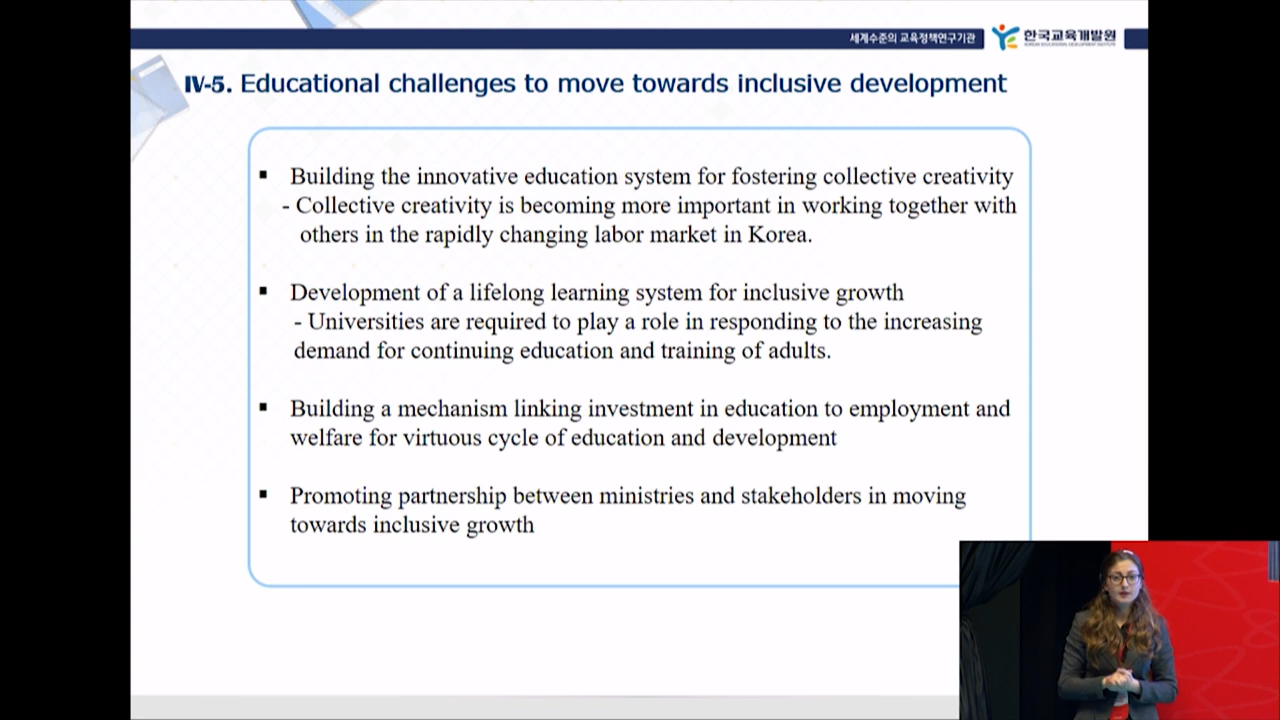 세계수준의 교육정책연구기관
한국교육개발원
KOREAN EDUCATIONAL DEVELOPMENT INSTITUTE
Ⅳ-5. Educational challenges to move towards inclusive development
▪ Building the innovative education system for fostering collective creativity
- Collective creativity is becoming more important in working together with
others in the rapidly changing labor market in Korea.
▪ Development of a lifelong learning system for inclusive growth
- Universities are required to play a role in responding to the increasing
demand for continuing education and training of adults.
▪ Building a mechanism linking investment in education to employment and
welfare for virtuous cycle of education and development
▪ Promoting partnership between ministries and stakeholders in moving
towards inclusive growth